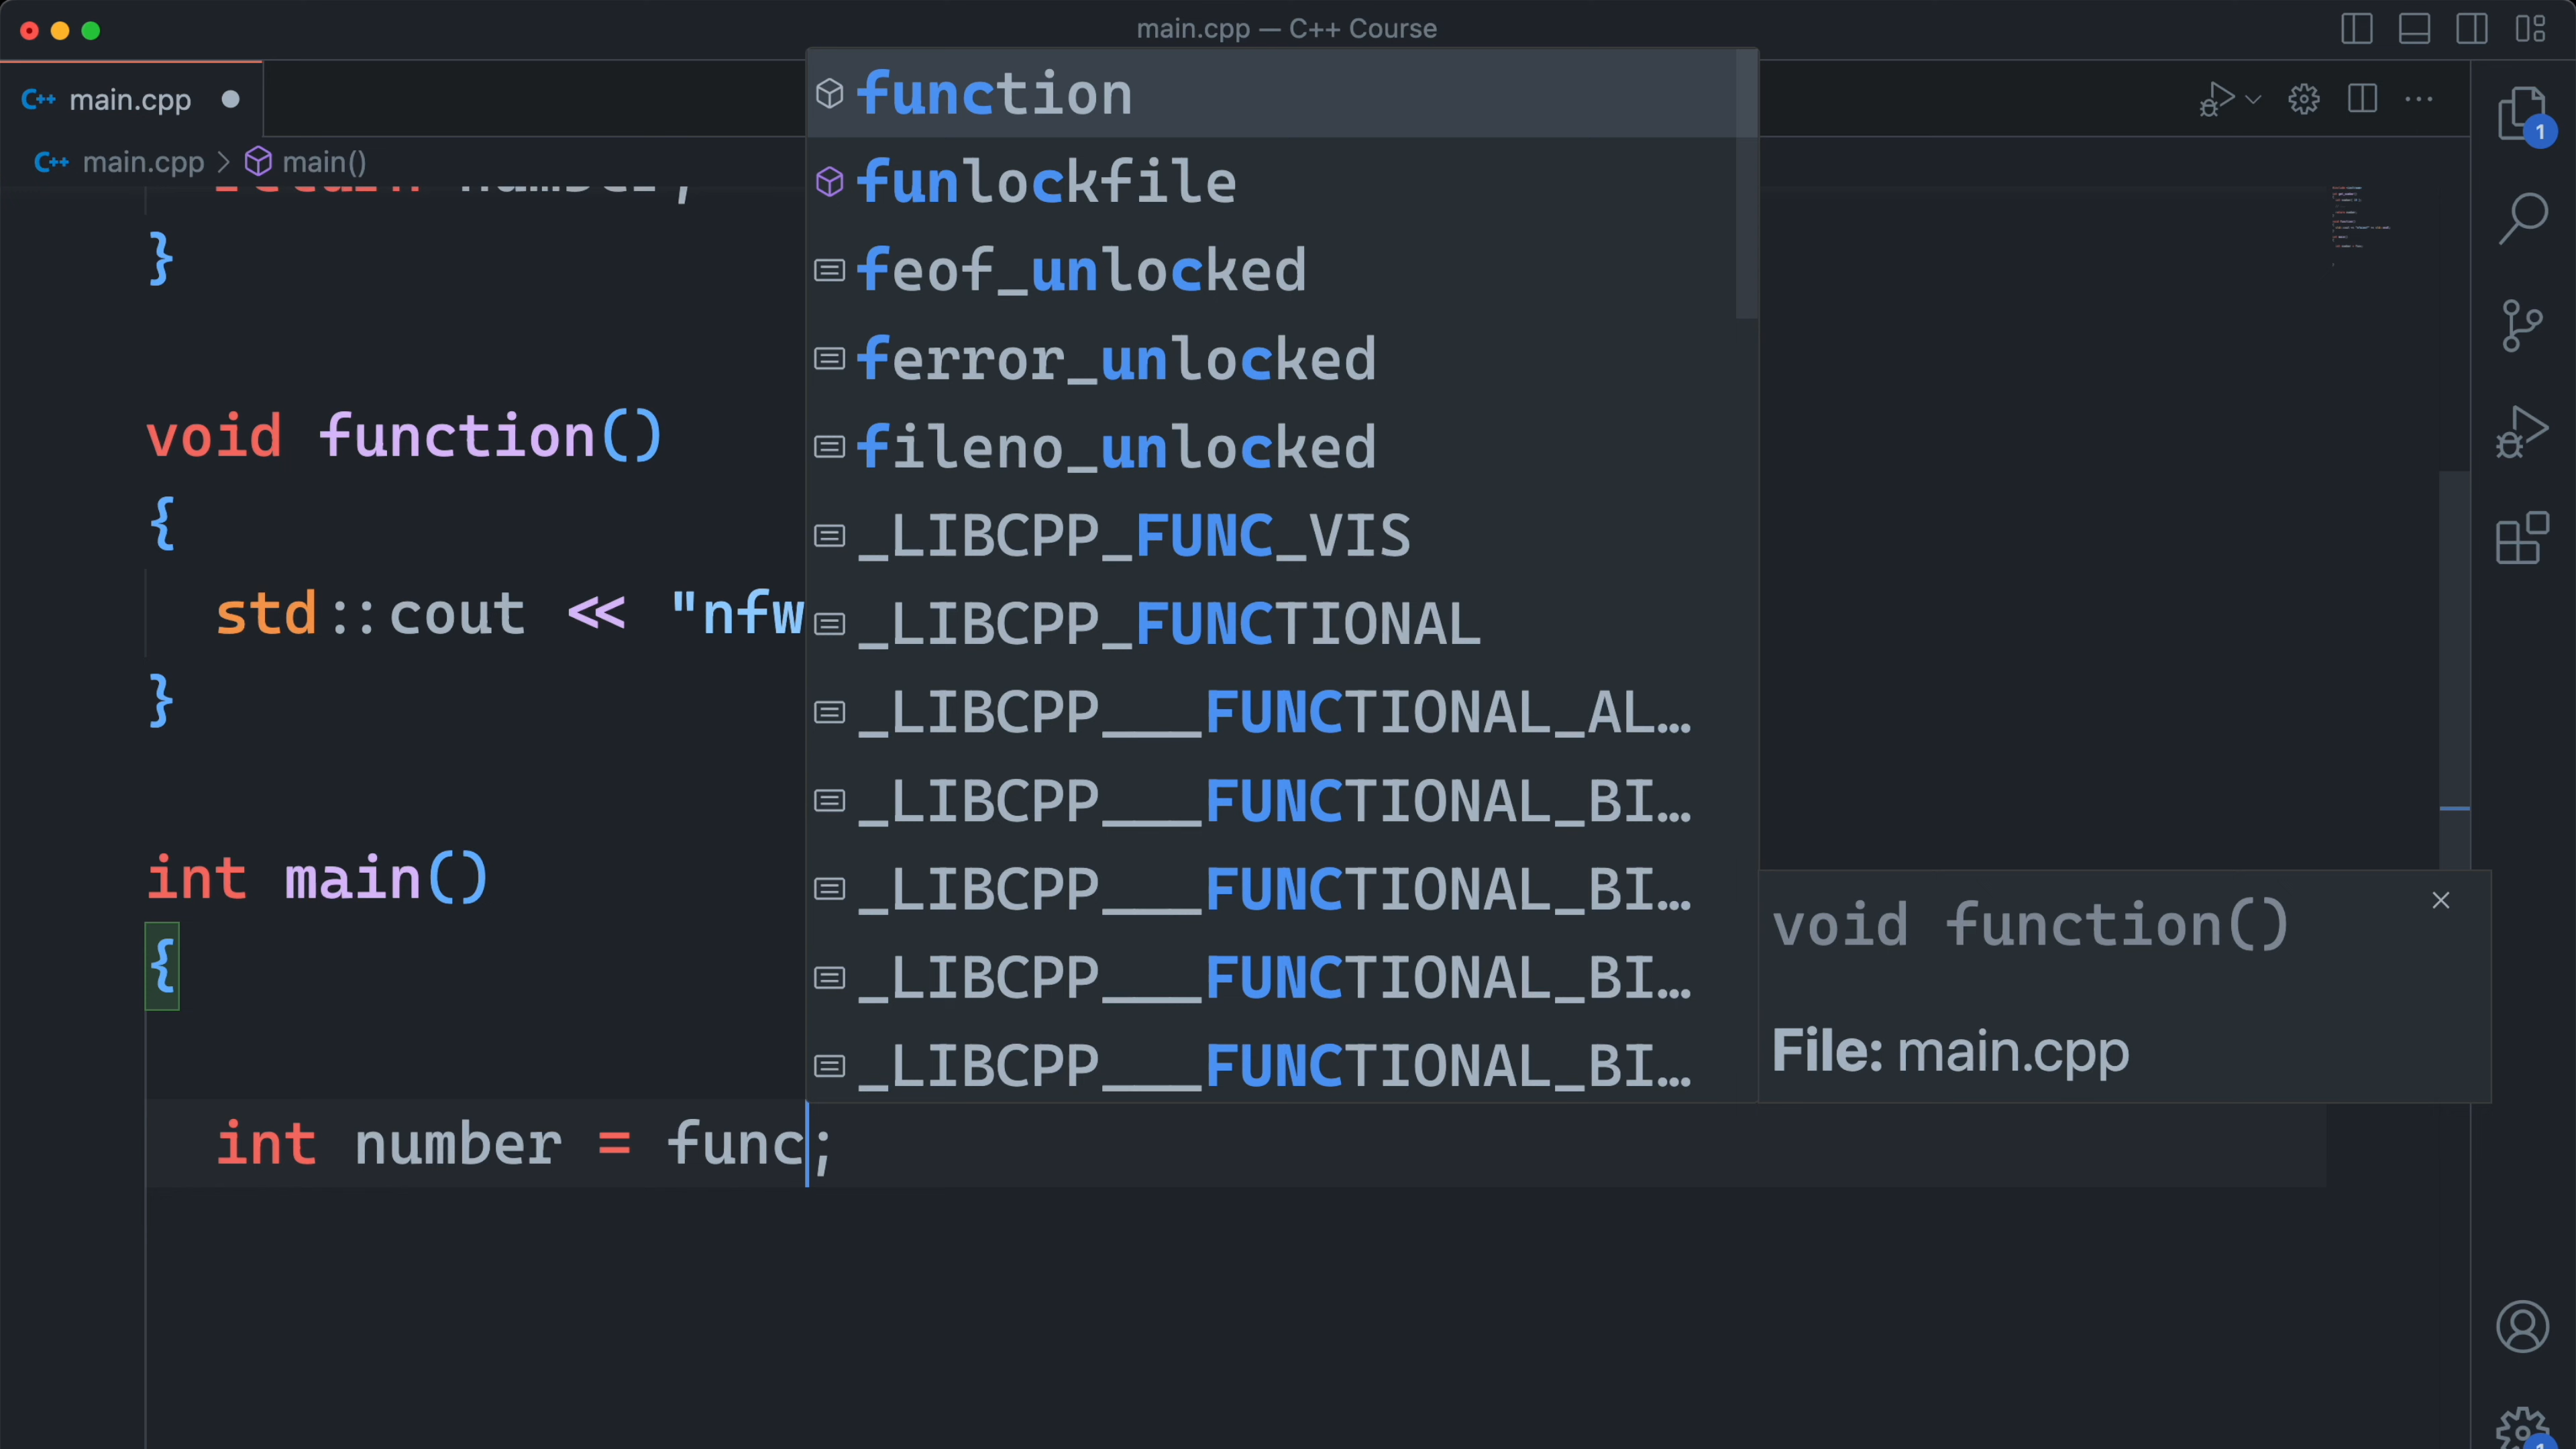 main.cpp — C++ Course
C++ main.cpp
C++ main.cpp > main()
}
void function()
{
std::cout << "nfw
}
int main()
{
int number = func;
function
funlockfile
feof_unlocked
ferror_unlocked
fileno_unlocked
_LIBCPP_FUNC_VIS
_LIBCPP_FUNCTIONAL
_LIBCPP___FUNCTIONAL_AL…
_LIBCPP___FUNCTIONAL_BI…
_LIBCPP___FUNCTIONAL_BI…
_LIBCPP___FUNCTIONAL_BI…
_LIBCPP___FUNCTIONAL_BI…
void function()
File: main.cpp
1